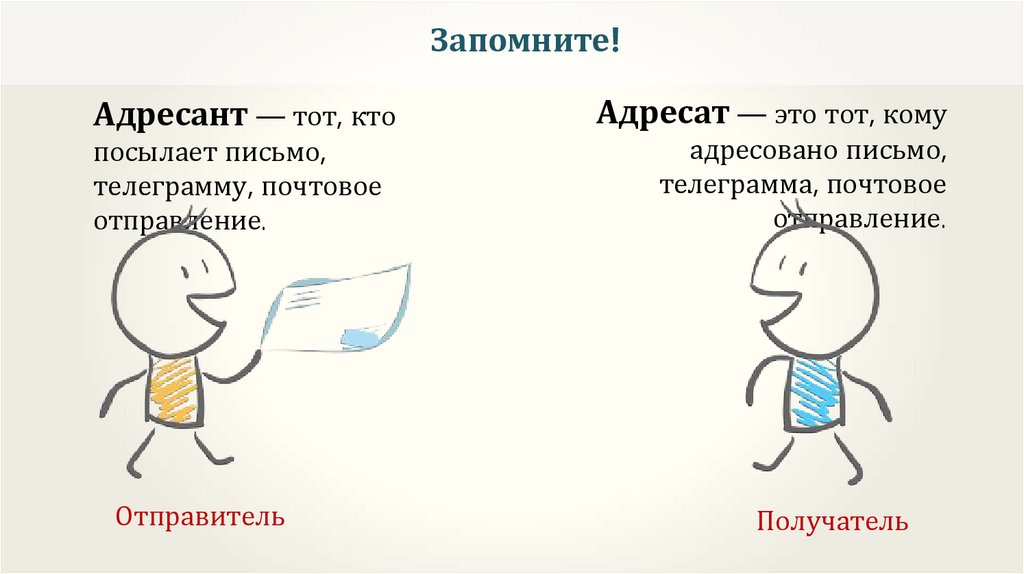 Запомните!
Адресант — тот, кто
посылает письмо,
телеграмму, почтовое
отправление.
Адресат — это тот, кому
адресовано письмо,
телеграмма, почтовое
отправление.
Отправитель
Получатель